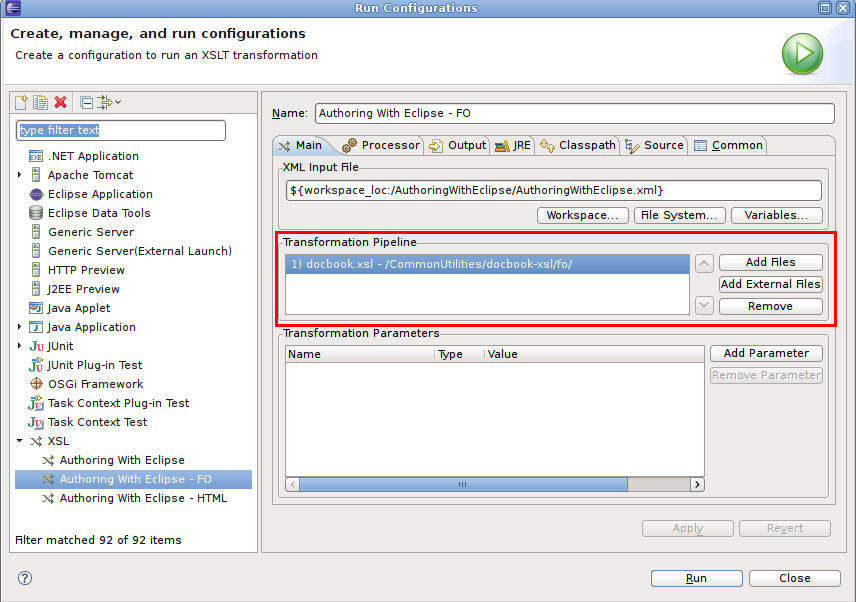 Run Configurations
Create, manage, and run configurations
Create a configuration to run an XSLT transformation
type filter text
.NET Application
Apache Tomcat
Eclipse Application
Eclipse Data Tools
Generic Server
Generic Server(External Launch)
HTTP Preview
J2EE Preview
Java Applet
Java Application
JUnit
JUnit Plug-in Test
OSGi Framework
Task Context Plug-in Test
Task Context Test
XSL
Authoring With Eclipse
Authoring With Eclipse - FO
Authoring With Eclipse - HTML
Filter matched 92 of 92 items
Name: Authoring With Eclipse - FO
Main Processor Output JRE Classpath Source Common
XML Input File
${workspace_loc:/AuthoringWithEclipse/AuthoringWithEclipse.xml}
Workspace... File System... Variables...
Transformation Pipeline
1) docbook.xsl - /CommonUtilities/docbook-xsl/fo/
Add Files
Add External Files
Remove
Transformation Parameters
Name Type Value
Add Parameter
Remove Parameter
Apply Revert
Run Close